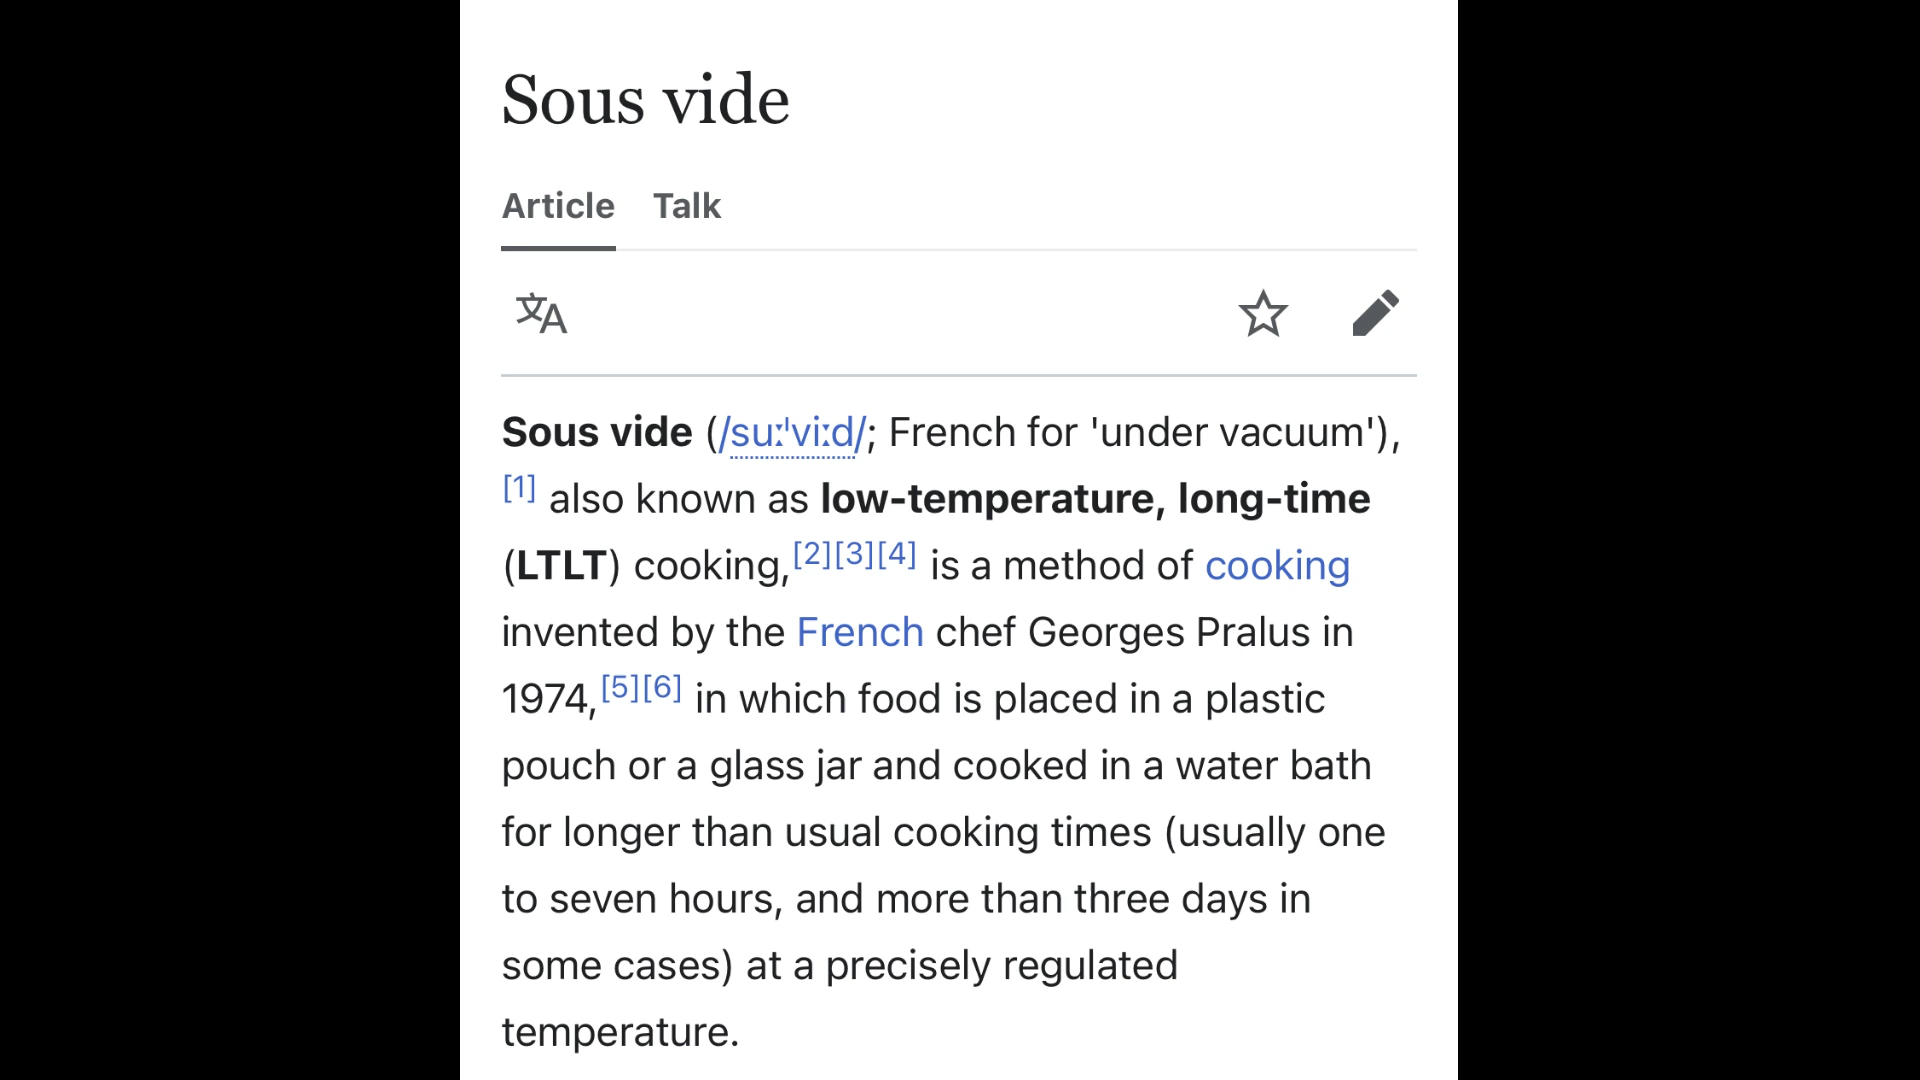 Sous vide
Article Talk
文A
Sous vide (/suːˈviːd/; French for 'under vacuum'),
[1] also known as low-temperature, long-time
(LTLT) cooking,[2][3][4] is a method of cooking
invented by the French chef Georges Pralus in
1974,[5][6] in which food is placed in a plastic
pouch or a glass jar and cooked in a water bath
for longer than usual cooking times (usually one
to seven hours, and more than three days in
some cases) at a precisely regulated
temperature.